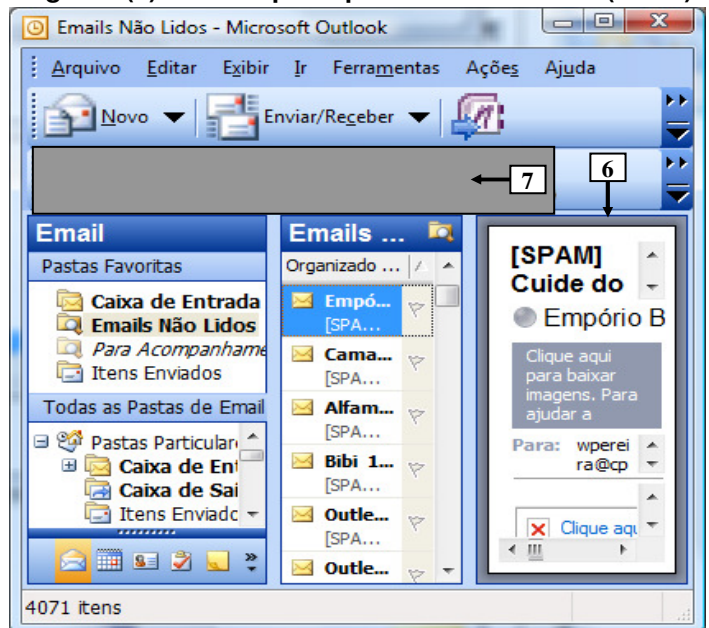 Emails Não Lidos - Microsoft Outlook
Arquivo Editar Exibir Ir Ferramentas Ações Ajuda
Novo Enviar/Receber
7
6
Email
Pastas Favoritas
Caixa de Entrada
Emails Não Lidos
Para Acompanhame
Itens Enviados
Todas as Pastas de Email
Pastas Particular
Caixa de Ent
Caixa de Sai
Itens Enviadc
Emails ...
Organizado ...
Empó...
[SPA...
Cama...
[SPA...
Alfam...
[SPA...
Bibi 1...
[SPA...
Outle...
[SPA...
Outle...
[SPAM]
Cuide do
Empório B
Clique aqui
para baixar
imagens. Para
ajudar a
Para: wperei
ra@cp
Clique aqu
4071 itens